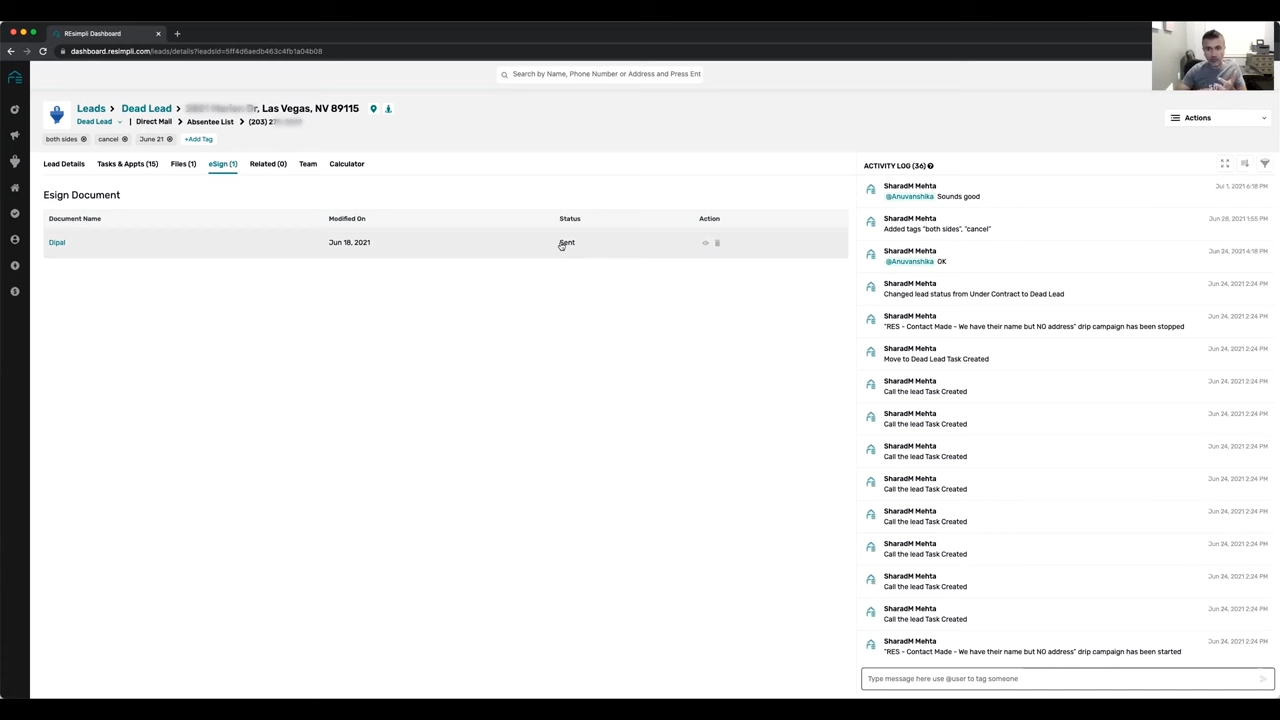 REsimpli Dashboard
dashboard.resimpli.com/leads/details?leadsId=5ff4d6aedb463c4fb1a04b08
Search by Name, Phone Number or Address and Press Ent
Leads > Dead Lead > Dr, Las Vegas, NV 89115
Dead Lead Direct Mail > Absentee List > (203)
Actions
both sides cancel June 21 +Add Tag
Lead Details Tasks & Appts (15) Files (1) eSign (1) Related (0) Team Calculator
Esign Document
Document Name Modified On Status Action
Dipal Jun 18, 2021 Sent
ACTIVITY LOG (36)
SharadM Mehta Jul 1, 2021 6:18 PM
@Anuvanshika Sounds good
SharadM Mehta Jun 28, 2021 1:55 PM
Added tags "both sides", "cancel"
SharadM Mehta Jun 24, 2021 4:18 PM
@Anuvanshika OK
SharadM Mehta Jun 24, 2021 2:24 PM
Changed lead status from Under Contract to Dead Lead
SharadM Mehta Jun 24, 2021 2:24 PM
"RES - Contact Made - We have their name but NO address" drip campaign has been stopped
SharadM Mehta Jun 24, 2021 2:24 PM
Move to Dead Lead Task Created
SharadM Mehta Jun 24, 2021 2:24 PM
Call the lead Task Created
SharadM Mehta Jun 24, 2021 2:24 PM
Call the lead Task Created
SharadM Mehta Jun 24, 2021 2:24 PM
Call the lead Task Created
SharadM Mehta Jun 24, 2021 2:24 PM
Call the lead Task Created
SharadM Mehta Jun 24, 2021 2:24 PM
Call the lead Task Created
SharadM Mehta Jun 24, 2021 2:24 PM
Call the lead Task Created
SharadM Mehta Jun 24, 2021 2:24 PM
Call the lead Task Created
SharadM Mehta Jun 24, 2021 2:24 PM
Call the lead Task Created
SharadM Mehta Jun 24, 2021 2:24 PM
"RES - Contact Made - We have their name but NO address" drip campaign has been started
Type message here use @user to tag someone